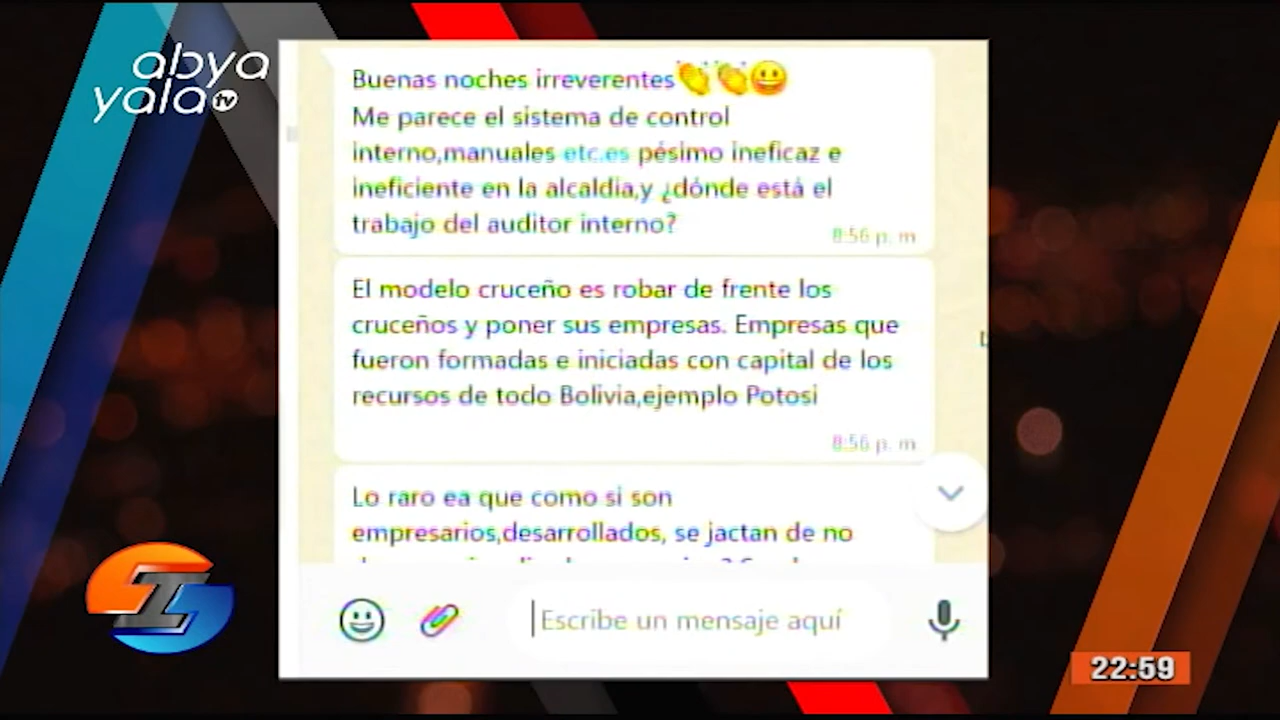 abya
yala tv
Buenas noches irreverentes👏👏😀
Me parece el sistema de control
interno,manuales etc.es pésimo ineficaz e
ineficiente en la alcaldia,y ¿dónde está el
trabajo del auditor interno?
8:56 p. m
El modelo cruceño es robar de frente los
cruceños y poner sus empresas. Empresas que
fueron formadas e iniciadas con capital de los
recursos de todo Bolivia,ejemplo Potosi
8:56 p. m
Lo raro ea que como si son
empresarios,desarrollados, se jactan de no
Escribe un mensaje aquí
22:59